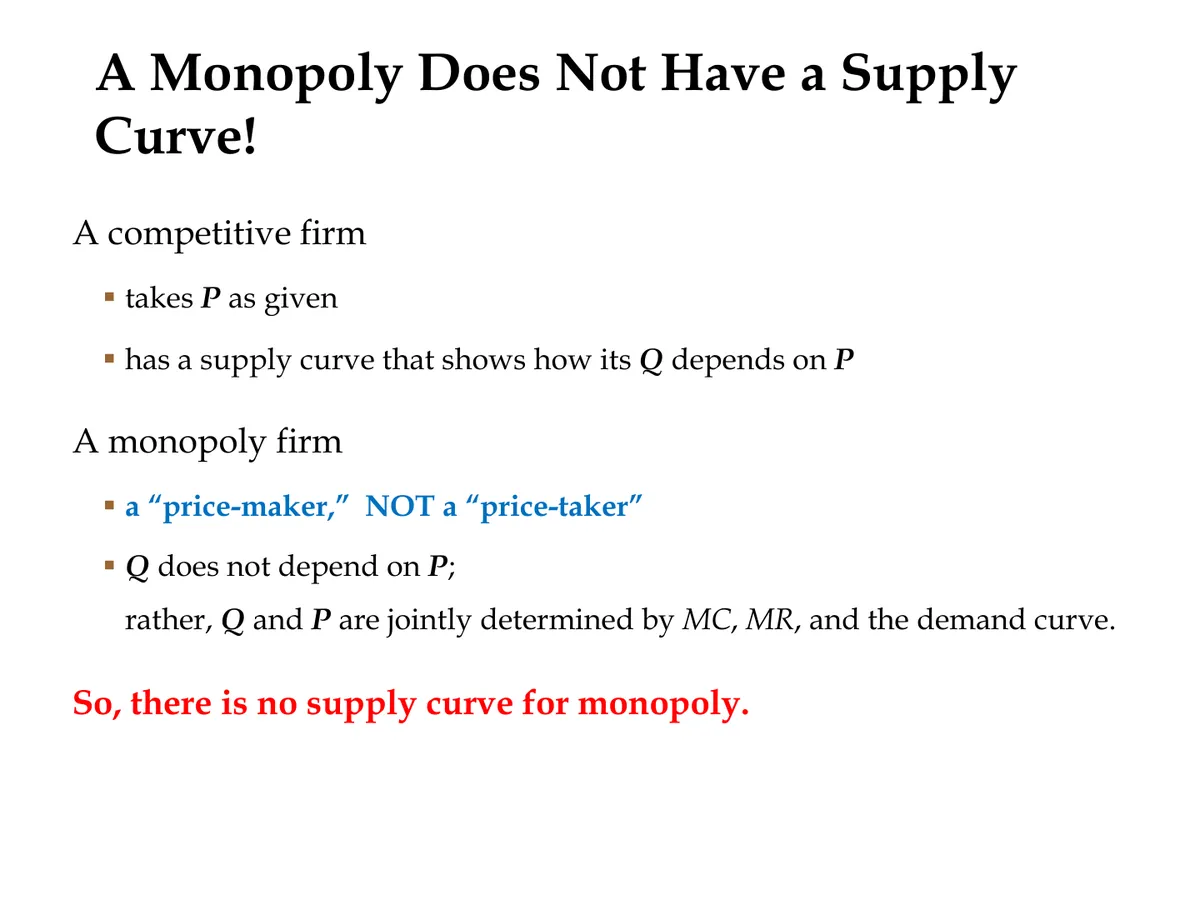 A Monopoly Does Not Have a Supply
Curve!
A competitive firm
▪ takes P as given
▪ has a supply curve that shows how its Q depends on P
A monopoly firm
▪ a “price-maker,” NOT a “price-taker”
▪ Q does not depend on P;
rather, Q and P are jointly determined by MC, MR, and the demand curve.
So, there is no supply curve for monopoly.